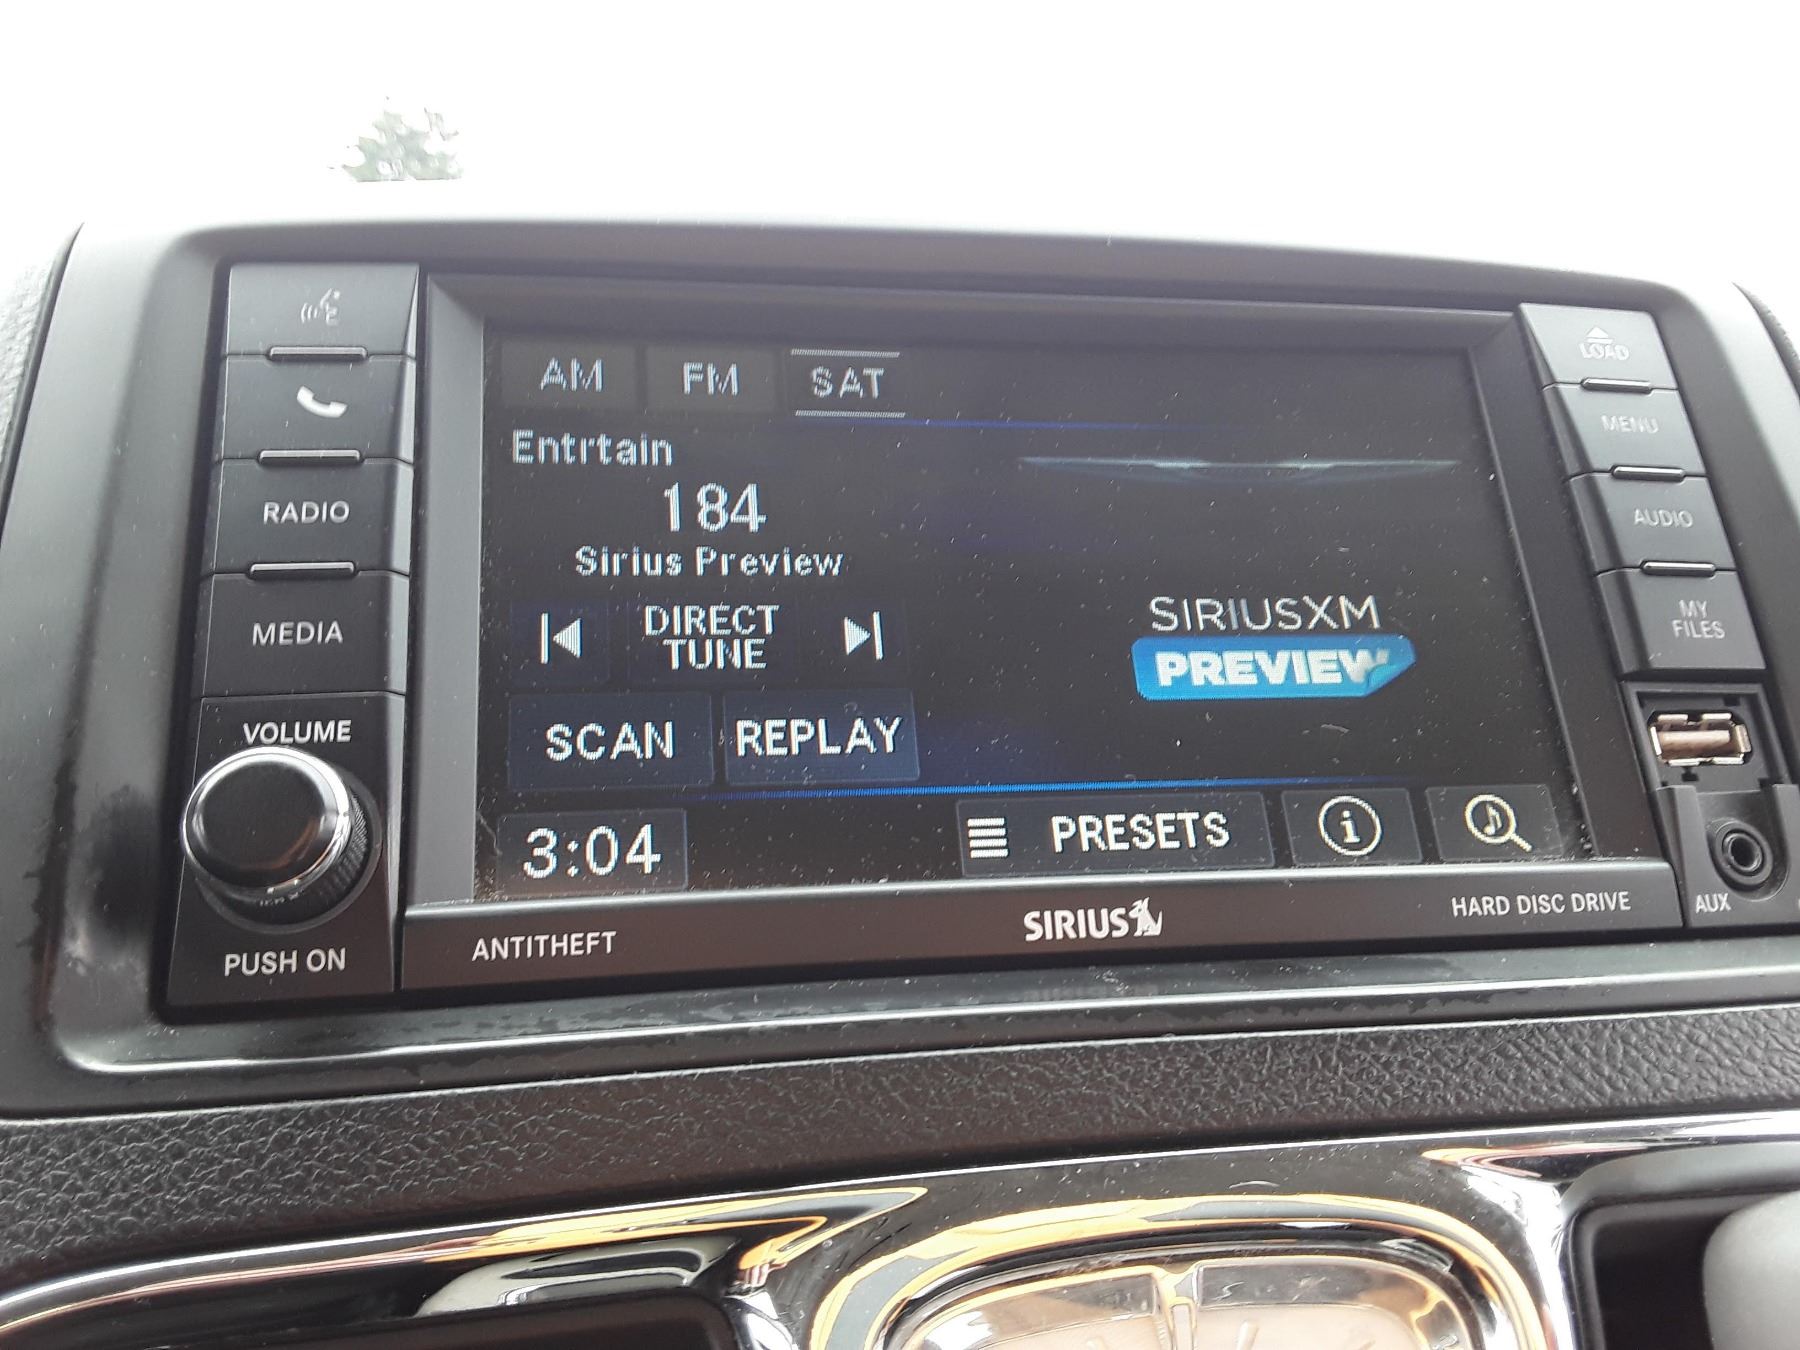 AM FM SAT
Entrtain
184
Sirius Preview
DIRECT
TUNE
SCAN REPLAY
SIRIUSXM
PREVIEW
3:04
PRESETS
RADIO
MEDIA
VOLUME
PUSH ON
ANTITHEFT
SIRIUS
HARD DISC DRIVE
LOAD
MENU
AUDIO
MY
FILES
AUX